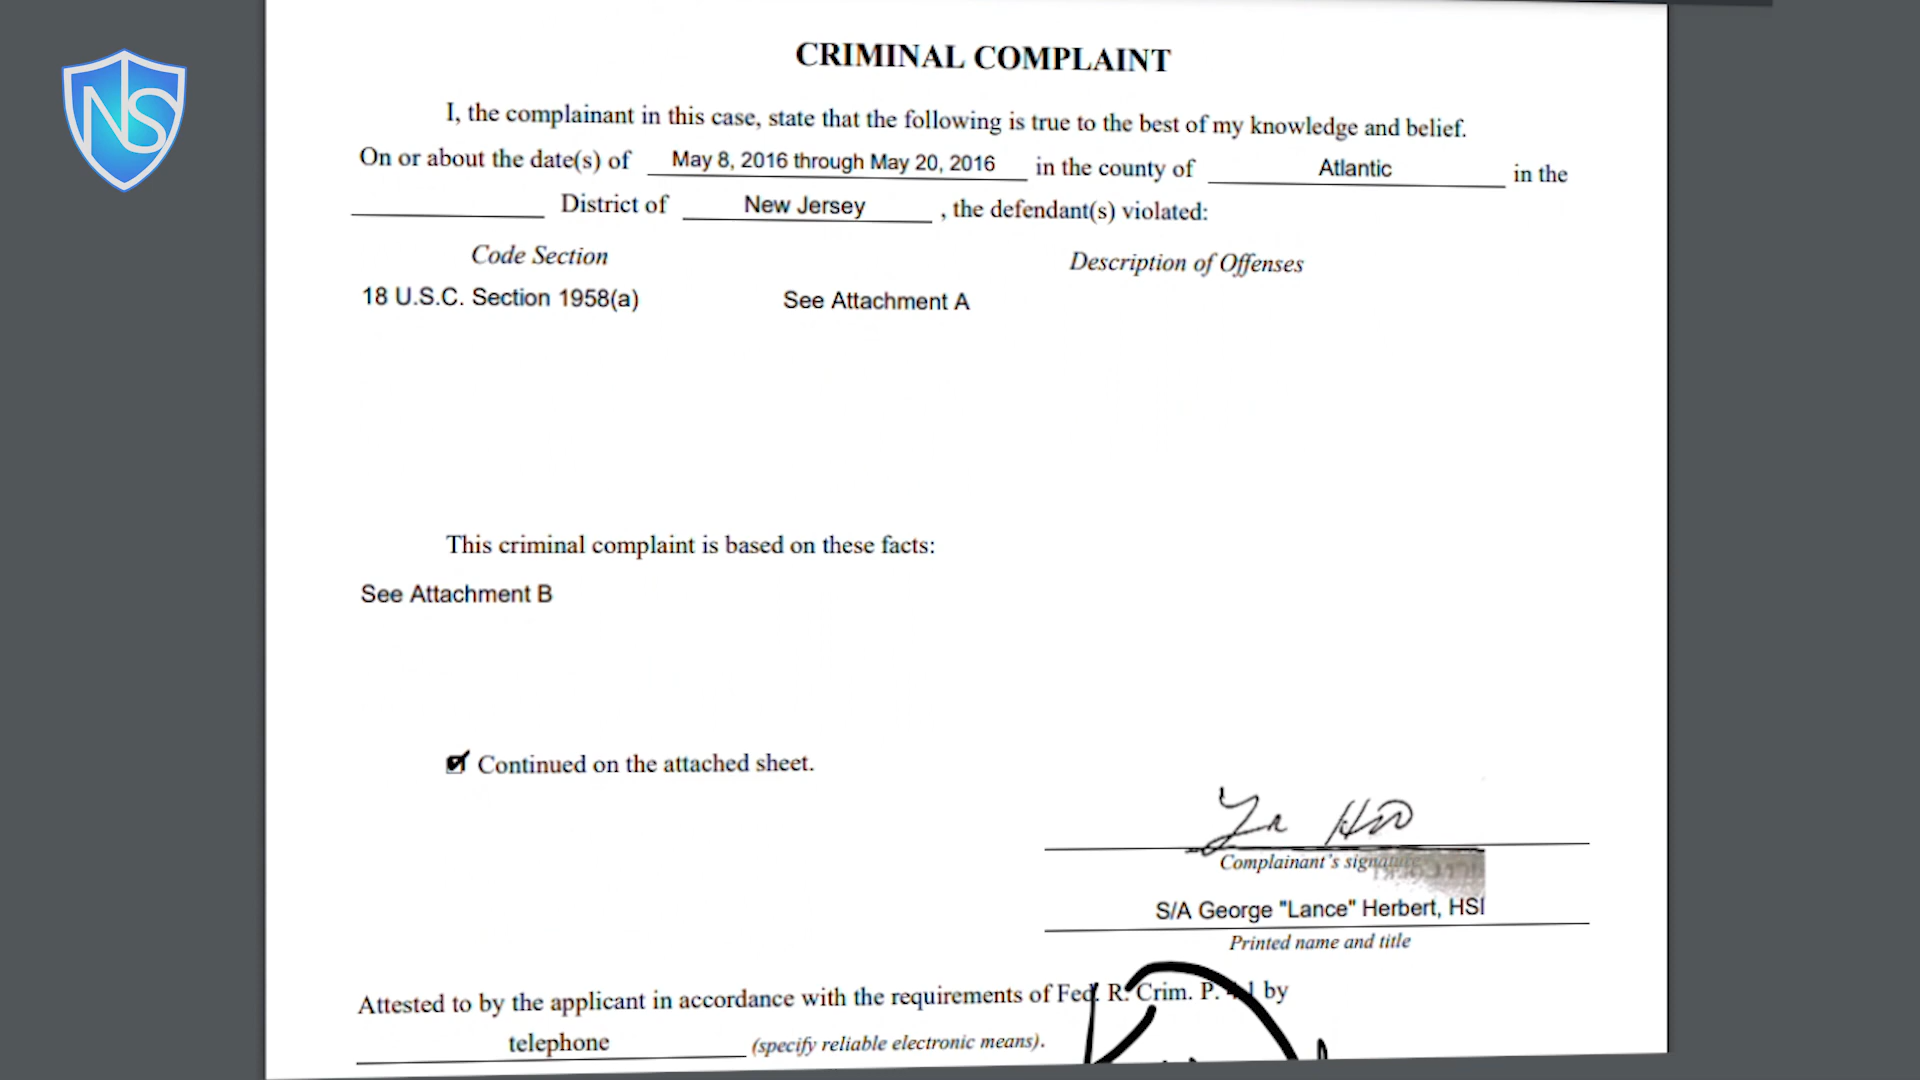 NS
CRIMINAL COMPLAINT
I, the complainant in this case, state that the following is true to the best of my knowledge and belief.
On or about the date(s) of May 8, 2016 through May 20, 2016 in the county of Atlantic in the
District of New Jersey , the defendant(s) violated:
Code Section Description of Offenses
18 U.S.C. Section 1958(a) See Attachment A
This criminal complaint is based on these facts:
See Attachment B
Continued on the attached sheet.
Complainant's signature
S/A George "Lance" Herbert, HSI
Printed name and title
Attested to by the applicant in accordance with the requirements of Fed. R. Crim. P. 4.1 by
telephone (specify reliable electronic means).